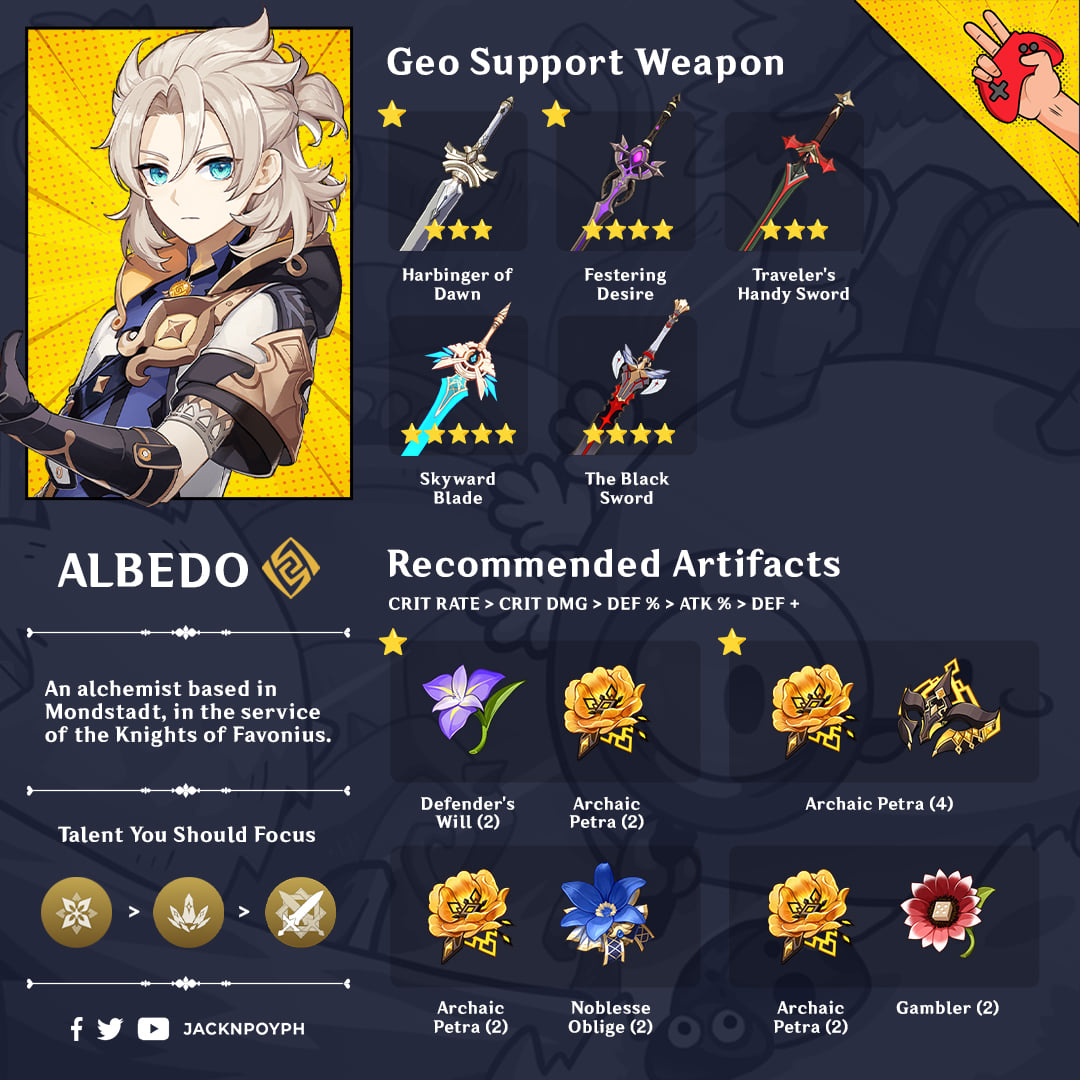 Geo Support Weapon
Harbinger of
Dawn
Festering
Desire
Traveler's
Handy Sword
Skyward
Blade
The Black
Sword
ALBEDO
An alchemist based in
Mondstadt, in the service
of the Knights of Favonius.
Talent You Should Focus
> >
JACKNPOYPH
Recommended Artifacts
CRIT RATE > CRIT DMG > DEF % > ATK % > DEF +
Defender's
Will (2)
Archaic
Petra (2)
Archaic Petra (4)
Archaic
Petra (2)
Noblesse
Oblige (2)
Archaic
Petra (2)
Gambler (2)